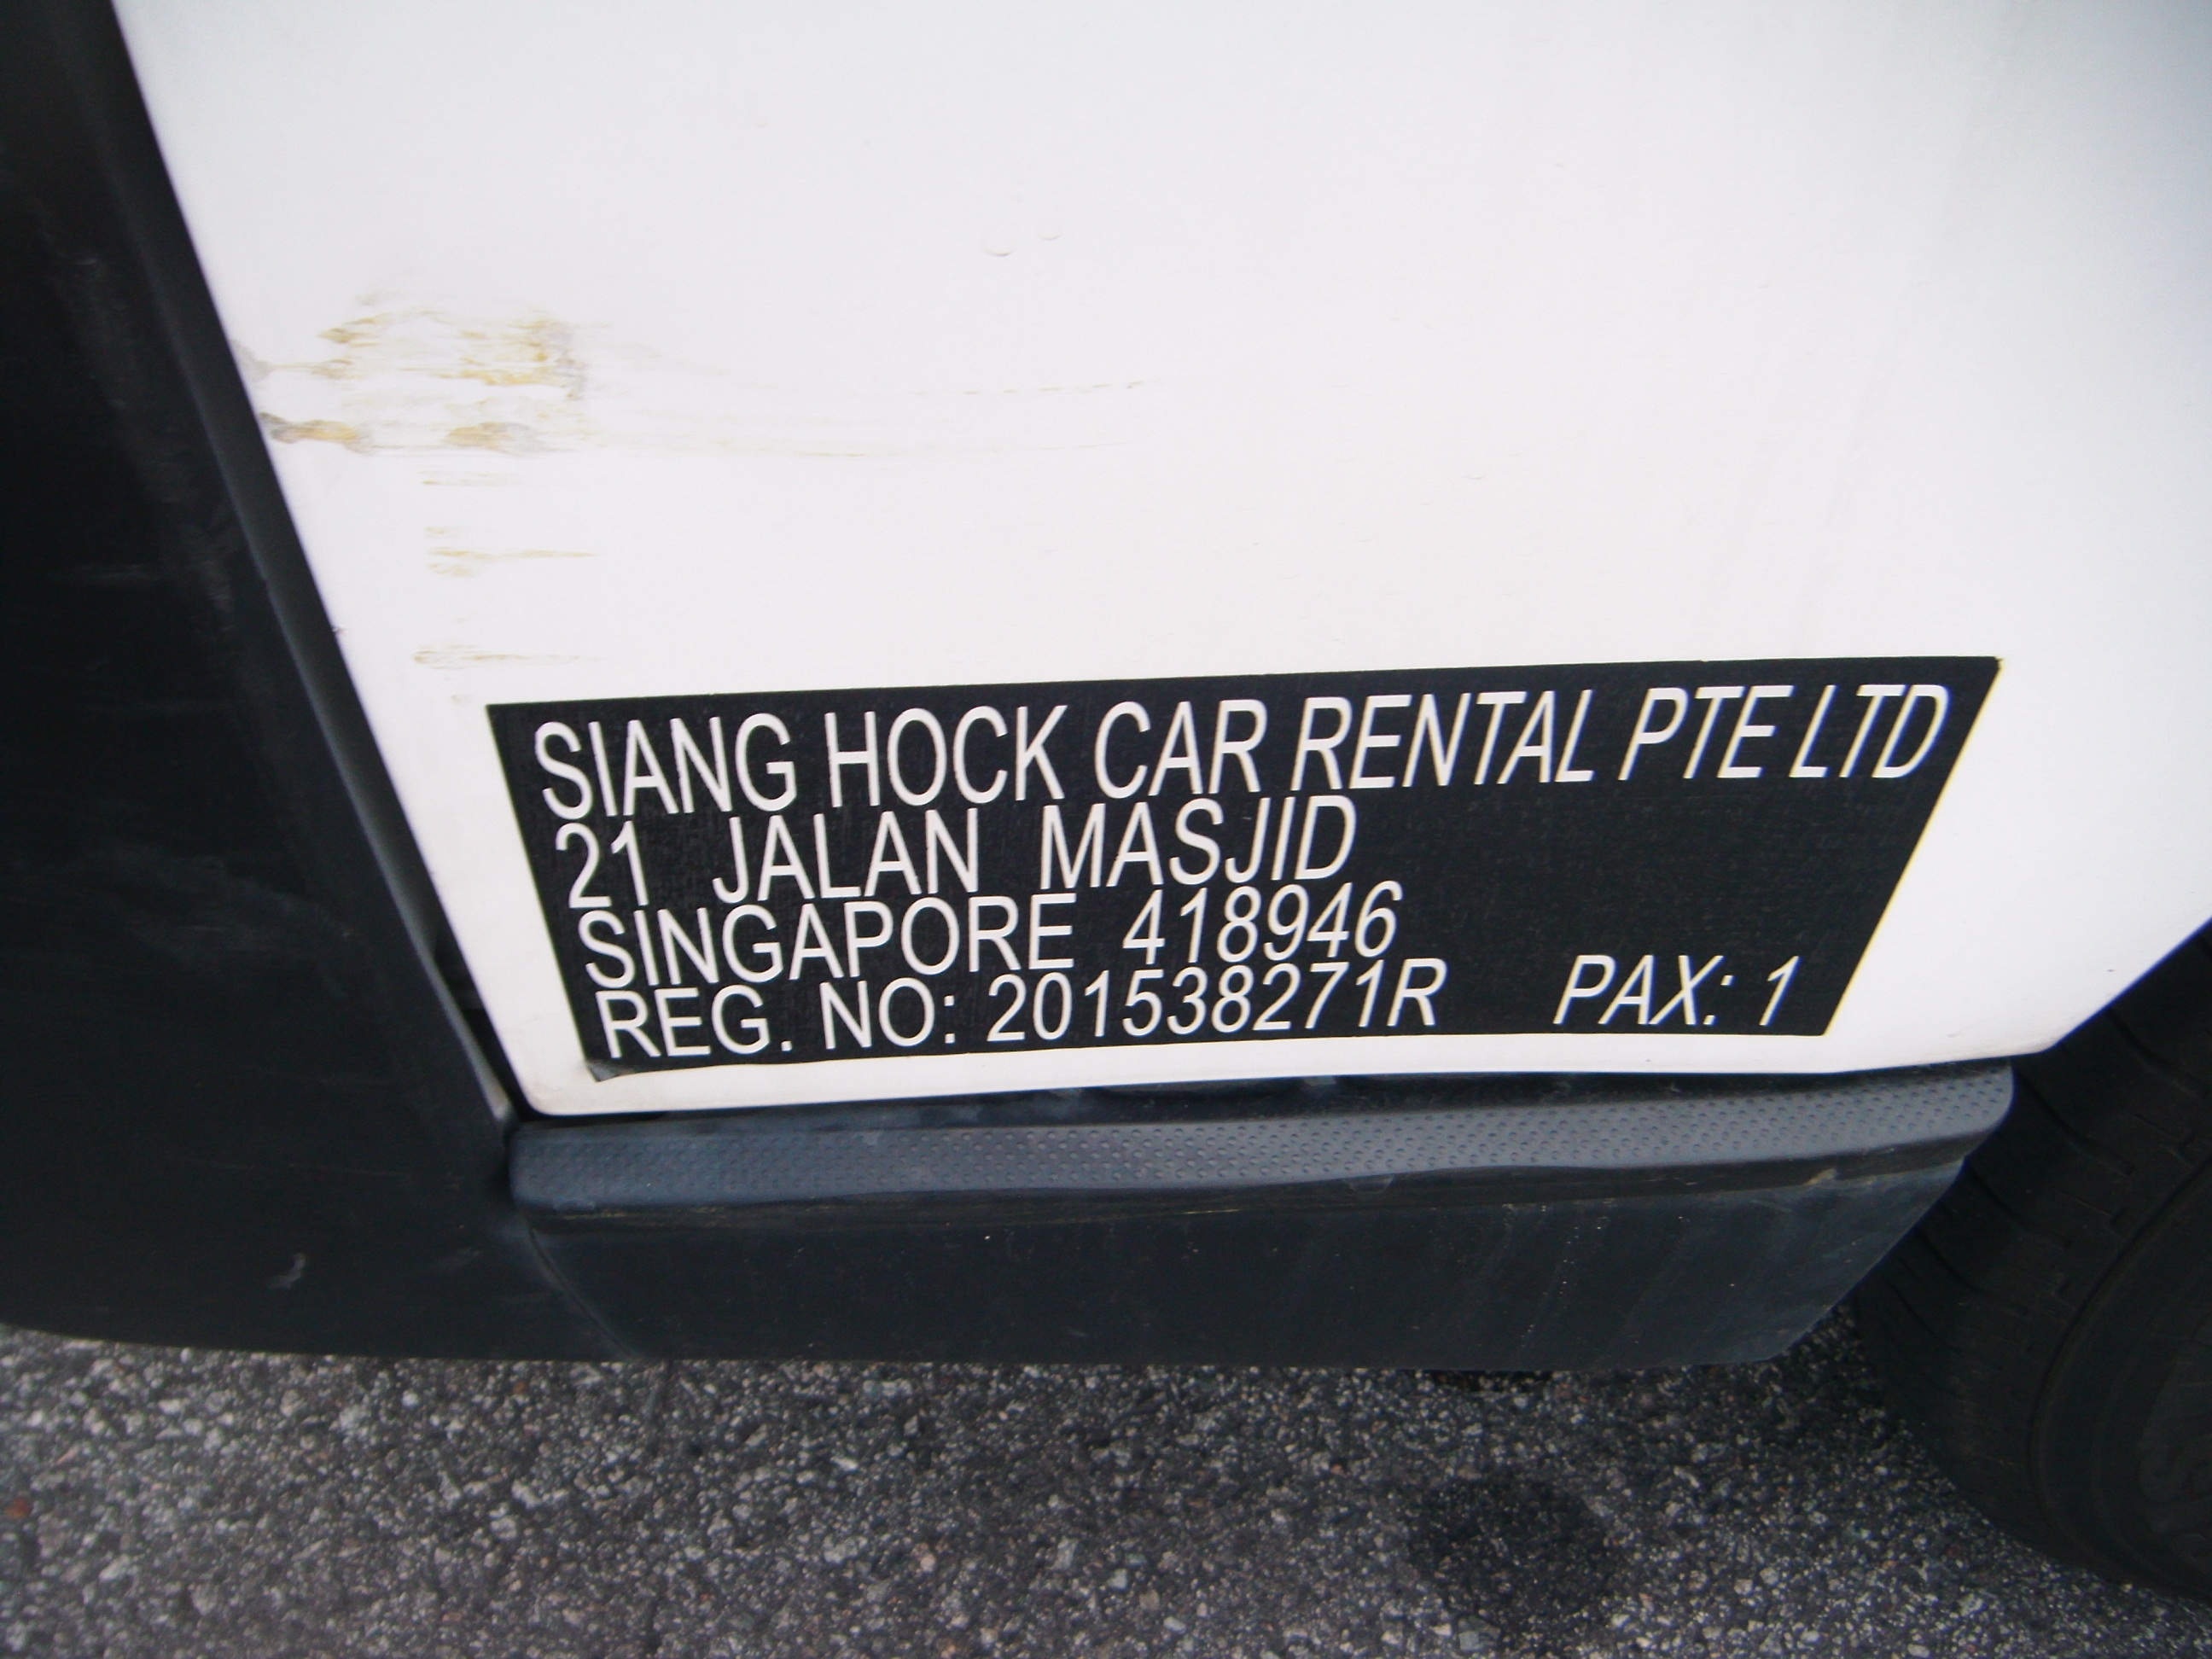 SIANG HOCK CAR RENTAL PTE LTD
21 JALAN MASJID
SINGAPORE 418946
REG. NO: 201538271R PAX: 1